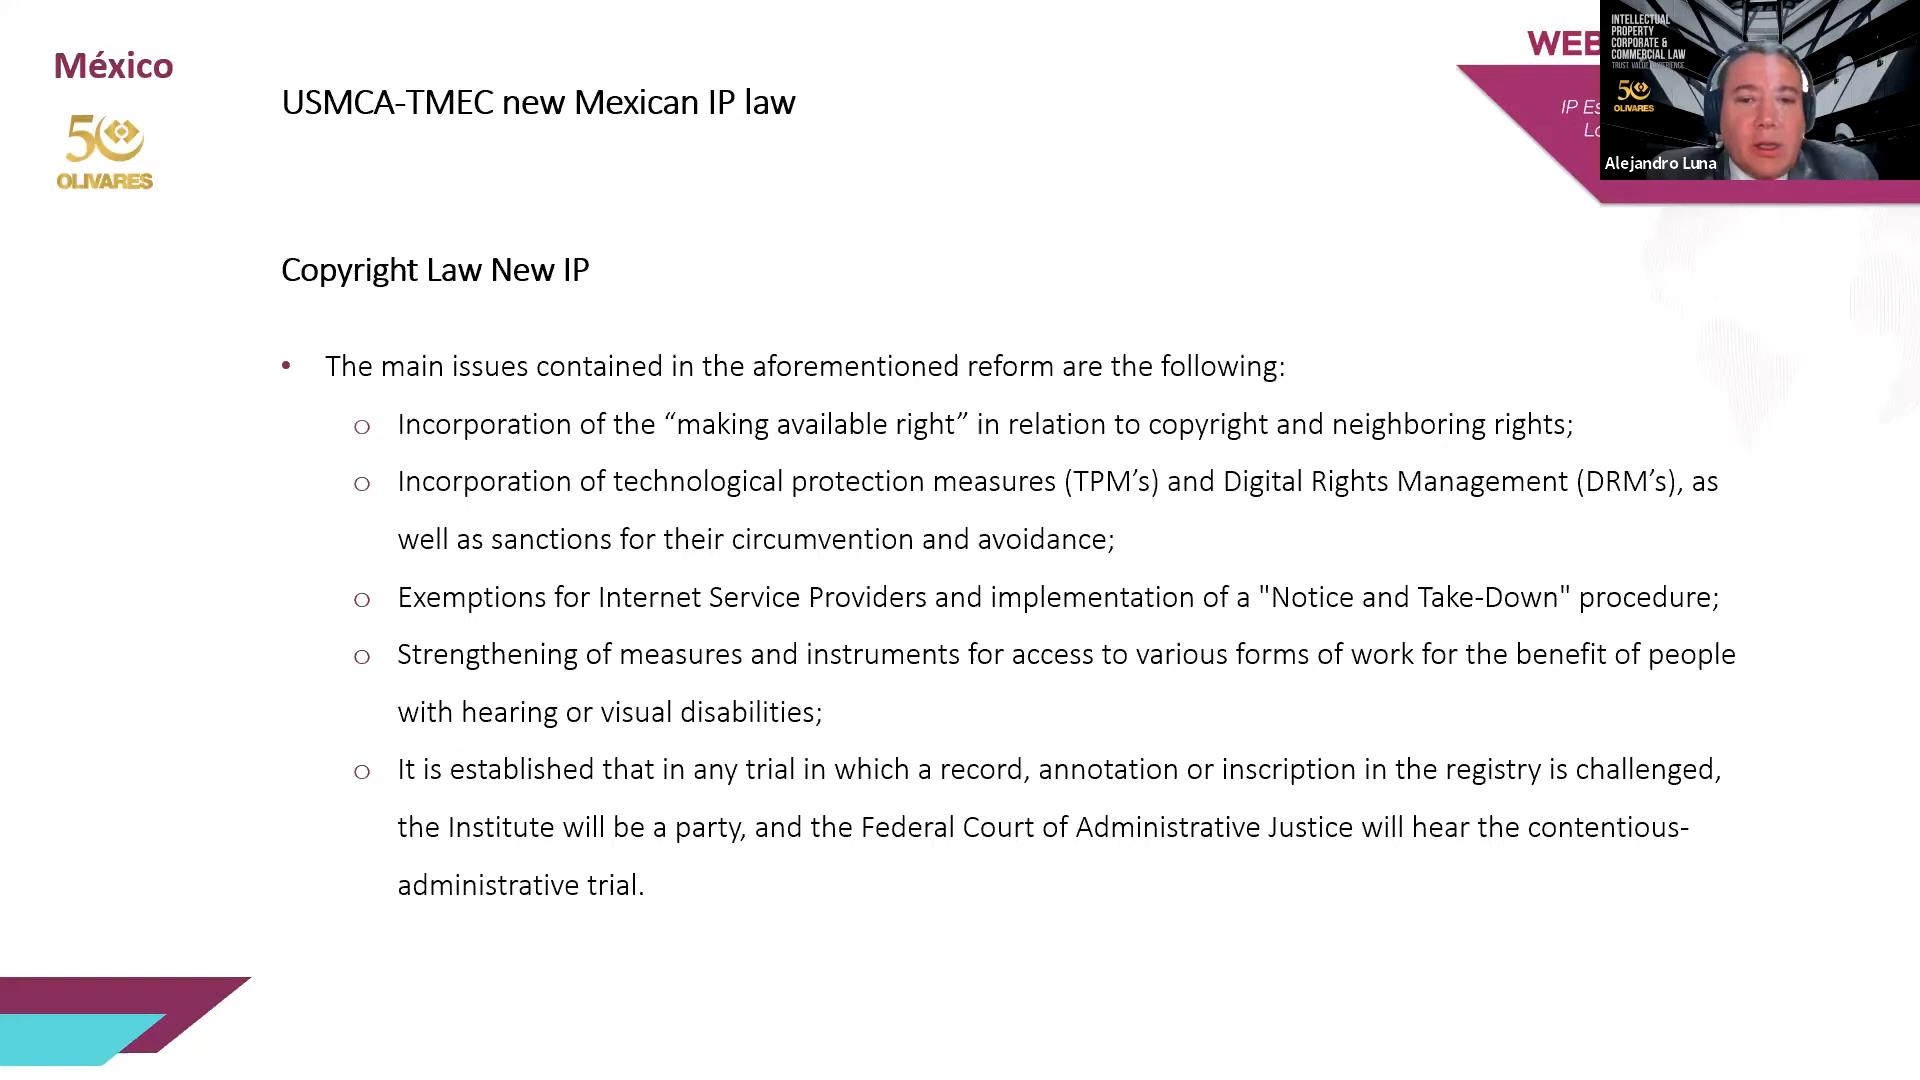 México
50
OLIVARES
USMCA-TMEC new Mexican IP law
WEB
IP Es
Lo
INTELLECTUAL
PROPERTY
CORPORATE &
COMMERCIAL LAW
TRUST. VALUE. EXPERIENCE.
50
OLIVARES
Alejandro Luna
Copyright Law New IP
• The main issues contained in the aforementioned reform are the following:
o Incorporation of the “making available right” in relation to copyright and neighboring rights;
o Incorporation of technological protection measures (TPM’s) and Digital Rights Management (DRM’s), as
well as sanctions for their circumvention and avoidance;
o Exemptions for Internet Service Providers and implementation of a "Notice and Take-Down" procedure;
o Strengthening of measures and instruments for access to various forms of work for the benefit of people
with hearing or visual disabilities;
o It is established that in any trial in which a record, annotation or inscription in the registry is challenged,
the Institute will be a party, and the Federal Court of Administrative Justice will hear the contentious-
administrative trial.